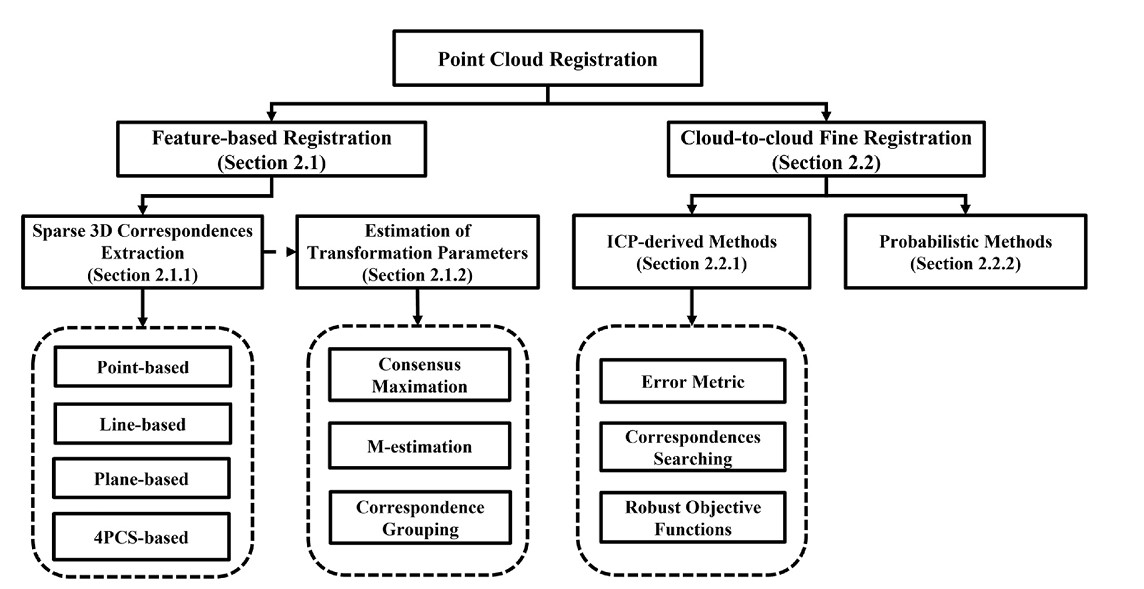 Point Cloud Registration
Feature-based Registration
(Section 2.1)
Cloud-to-cloud Fine Registration
(Section 2.2)
Sparse 3D Correspondences
Extraction
(Section 2.1.1)
Estimation of
Transformation Parameters
(Section 2.1.2)
ICP-derived Methods
(Section 2.2.1)
Probabilistic Methods
(Section 2.2.2)
Point-based
Line-based
Plane-based
4PCS-based
Consensus
Maximation
M-estimation
Correspondence
Grouping
Error Metric
Correspondences
Searching
Robust Objective
Functions